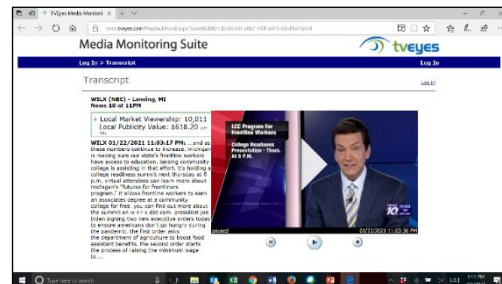 TVEyes Media Monitori
Media Monitoring Suite
tveyes
Log In > Transcript
Log In
Transcript
Log In
WILX (NBC) - Lansing, MI
News 10 at 11PM
Local Market Viewership: 10,011
Local Publicity Value: $618.20 per
WILX 01/22/2021 11:03:17 PM: ...and as
these numbers continue to increase, michigan
is making sure our state's frontline workers
have access to education. lansing community
college is assisting in that effort. it's holding a
college readiness summit next thursday at 6
p.m. virtual attendees can learn more about
michigan's "futures for frontliners
program." it allows frontline workers to earn
an associates degree at a community
college for free. you can find out more about
the summit on w-i-l-x dot com. president joe
biden signing two new executive orders today
to ensure americans don't go hungry during
the pandemic. the first order asks
the department of agriculture to boost food
assistant benefits. the second order starts
the process of raising the minimum wage
to ...
LCC Program For
Frontline Workers
College Readiness
Presentation - Thurs.
At 6 P.M.
10
paused
01/22/2021 11:03:36 PM
Type here to search